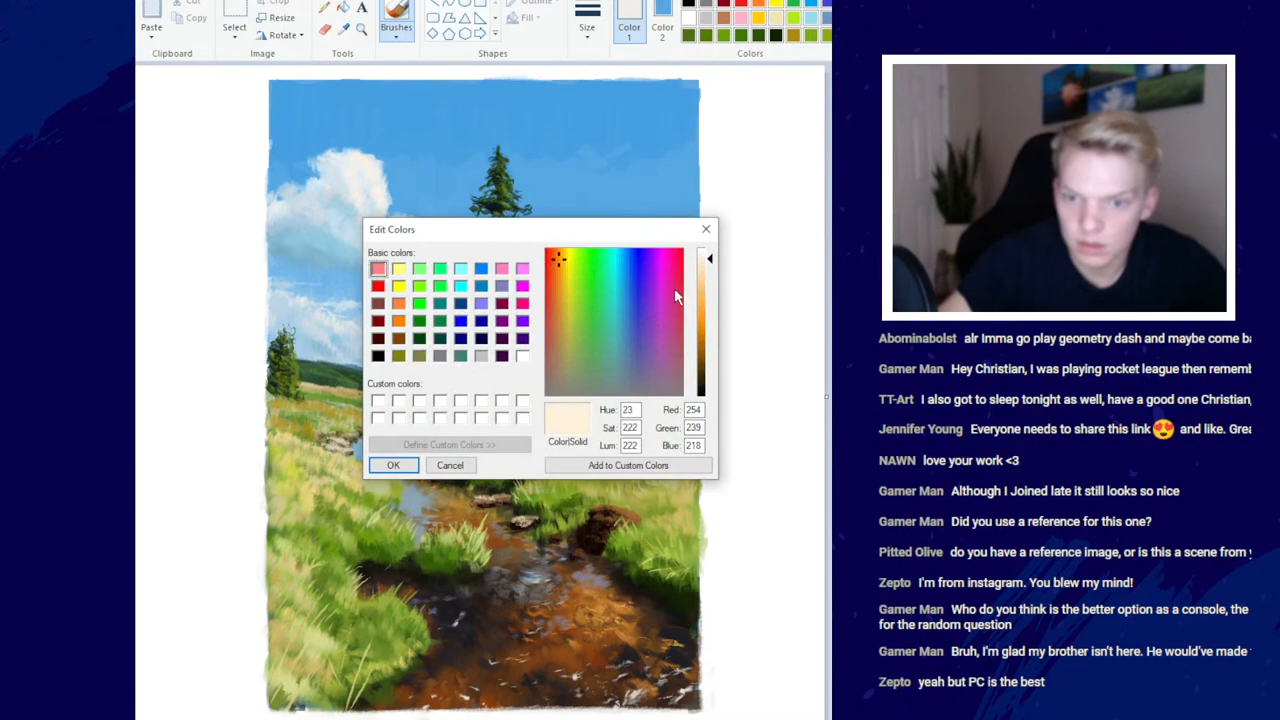 Crop
Paste
Copy
Select
Resize
Rotate
Brushes
Outline
Fill
Size
Color
1
Color
2
Clipboard
Image
Tools
Shapes
Colors
Edit Colors
Basic colors:
Custom colors:
Define Custom Colors >>
OK
Cancel
Color|Solid
Hue: 23
Sat: 222
Lum: 222
Red: 254
Green: 239
Blue: 218
Add to Custom Colors
Abominabolst alr Imma go play geometry dash and maybe come ba
Gamer Man Hey Christian, I was playing rocket league then rememb
TT-Art I also got to sleep tonight as well, have a good one Christian,
Jennifer Young Everyone needs to share this link😍 and like. Grea
NAWN love your work <3
Gamer Man Although I Joined late it still looks so nice
Gamer Man Did you use a reference for this one?
Pitted Olive do you have a reference image, or is this a scene from y
Zepto I'm from instagram. You blew my mind!
Gamer Man Who do you think is the better option as a console, the
for the random question
Gamer Man Bruh, I'm glad my brother isn't here. He would've made
Zepto yeah but PC is the best